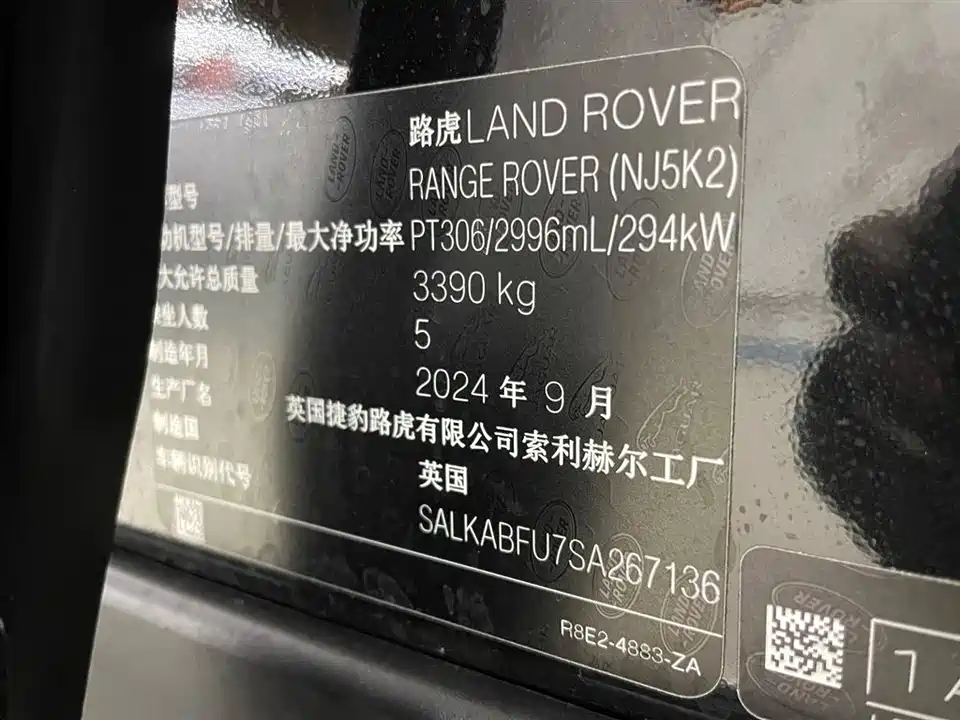 路虎LAND ROVER
RANGE ROVER (NJ5K2)
型号
动机型号/排量/最大净功率 PT306/2996mL/294kW
大允许总质量 3390 kg
乘坐人数 5
制造年月 2024 年 9 月
生产厂名 英国捷豹路虎有限公司索利赫尔工厂
制造国 英国
车辆识别代号 SALKABFU7SA267136
R8E2-4883-ZA